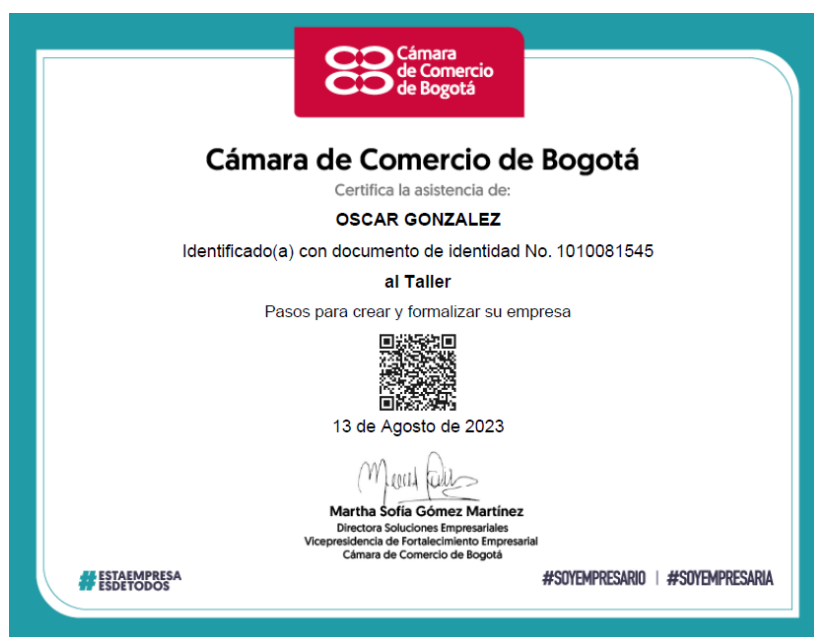 Cámara
de Comercio
de Bogotá
Cámara de Comercio de Bogotá
Certifica la asistencia de:
OSCAR GONZALEZ
Identificado(a) con documento de identidad No. 1010081545
al Taller
Pasos para crear y formalizar su empresa
13 de Agosto de 2023
Martha Sofía Gómez Martínez
Directora Soluciones Empresariales
Vicepresidencia de Fortalecimiento Empresarial
Cámara de Comercio de Bogotá
#ESTAEMPRESA
ESDETODOS
#SOYEMPRESARIO | #SOYEMPRESARIA